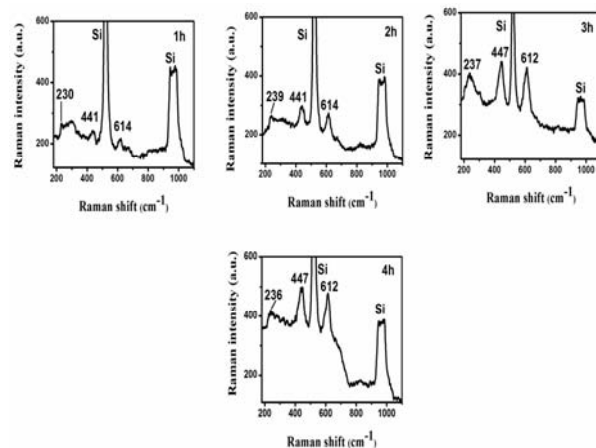 1h
Si
Si
230
441
614
600
400
200
200 400 600 800 1000
Raman shift (cm-1)
Raman intensity (a.u.)
2h
Si
Si
239
441
614
600
400
200
200 400 600 800 1000
Raman shift (cm-1)
Raman intensity (a.u.)
3h
Si
Si
237
447
612
600
400
200
200 400 600 800 1000
Raman shift (cm-1)
Raman intensity (a.u.)
4h
Si
Si
236
447
612
600
500
400
300
200
100
200 400 600 800 1000
Raman shift (cm-1)
Raman intensity (a.u.)